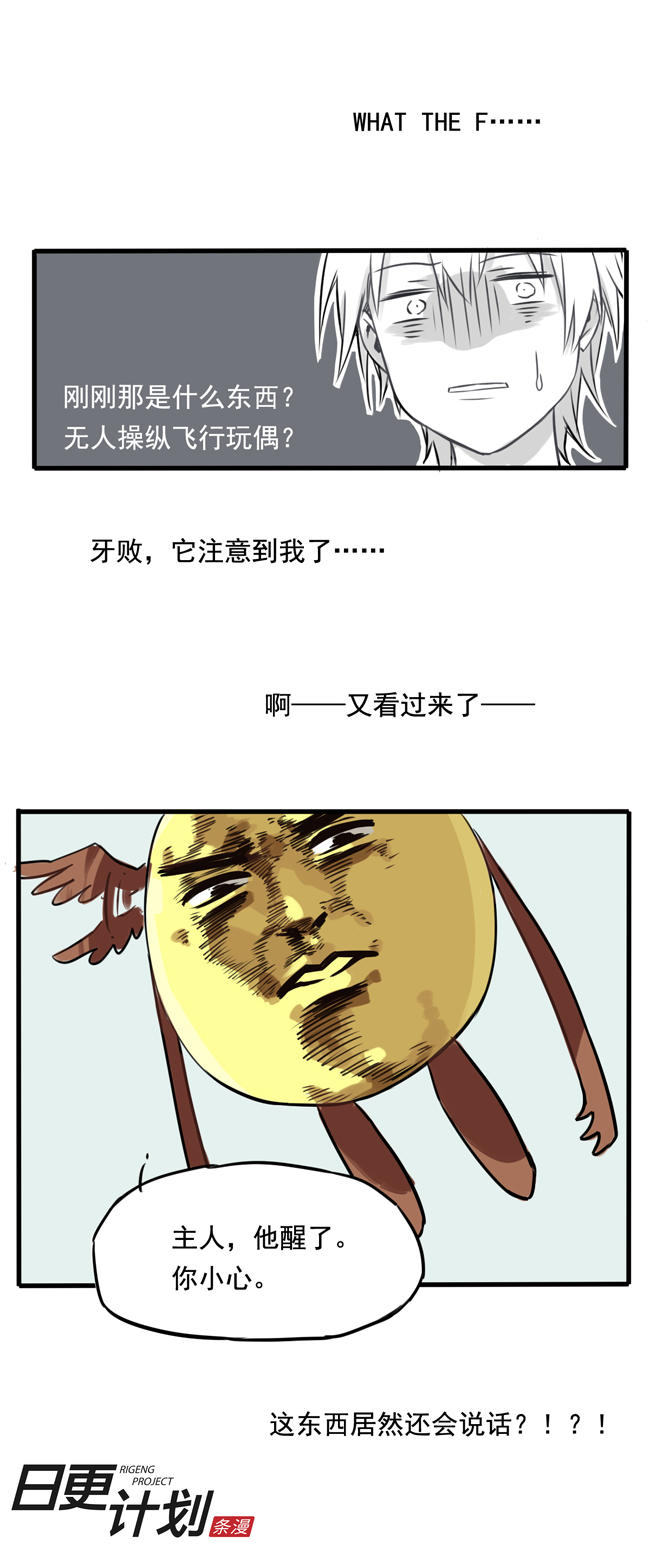 WHAT THE F……
刚刚那是什么东西？
无人操纵飞行玩偶？
牙败，它注意到我了……
啊——又看过来了——
主人，他醒了。
你小心。
这东西居然还会说话？！？！
日更计划
RIGENG
PROJECT
条漫